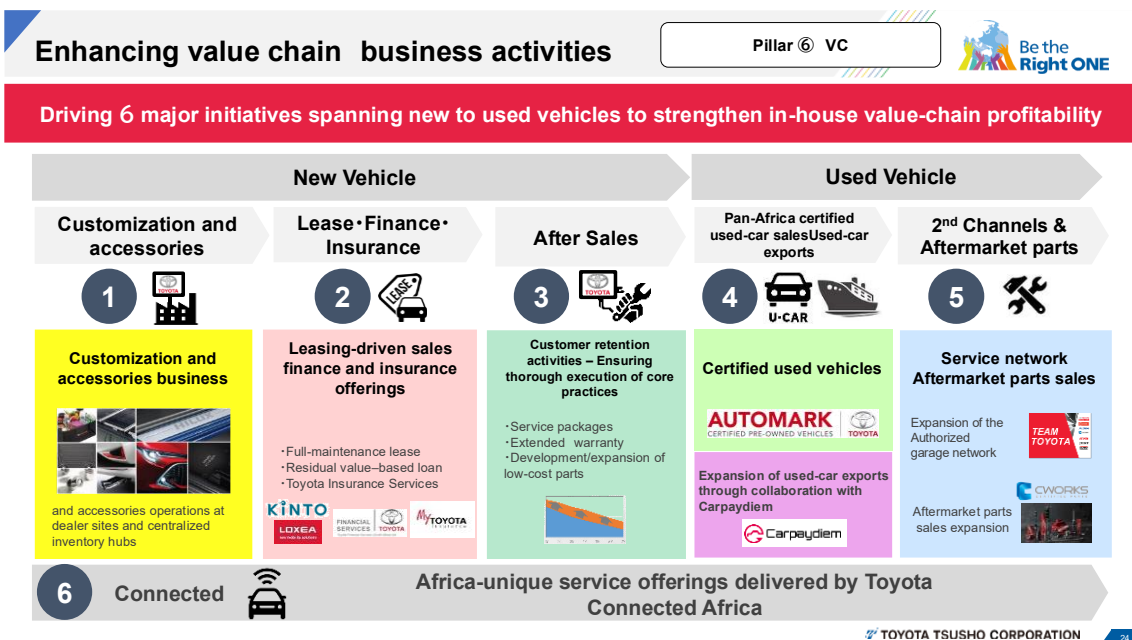 Enhancing value chain business activities
Pillar ⑥ VC
Be the
Right ONE
Driving 6 major initiatives spanning new to used vehicles to strengthen in-house value-chain profitability
New Vehicle
Used Vehicle
Customization and
accessories
Lease・Finance・
Insurance
After Sales
Pan-Africa certified
used-car salesUsed-car
exports
2nd Channels &
Aftermarket parts
1
TOYOTA
2
LEASE
3
TOYOTA
4
U-CAR
5
Customization and
accessories business
and accessories operations at
dealer sites and centralized
inventory hubs
Leasing-driven sales
finance and insurance
offerings
・Full-maintenance lease
・Residual value–based loan
・Toyota Insurance Services
KINTO
LOXEA
FINANCIAL
SERVICES
TOYOTA
My TOYOTA
Customer retention
activities – Ensuring
thorough execution of core
practices
・Service packages
・Extended warranty
・Development/expansion of
low-cost parts
Certified used vehicles
AUTOMARK
CERTIFIED PRE-OWNED VEHICLES
TOYOTA
Expansion of used-car exports
through collaboration with
Carpaydiem
Carpaydiem
Service network
Aftermarket parts sales
Expansion of the
Authorized
garage network
TEAM
TOYOTA
CWORKS
Aftermarket parts
sales expansion
6
Connected
Africa-unique service offerings delivered by Toyota
Connected Africa
TOYOTA TSUSHO CORPORATION
24